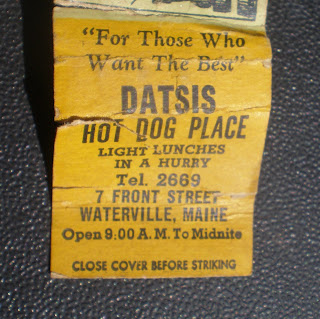 "For Those Who
Want The Best"
DATSIS
HOT DOG PLACE
LIGHT LUNCHES
IN A HURRY
Tel. 2669
7 FRONT STREET
WATERVILLE, MAINE
Open 9:00 A.M. To Midnite
CLOSE COVER BEFORE STRIKING